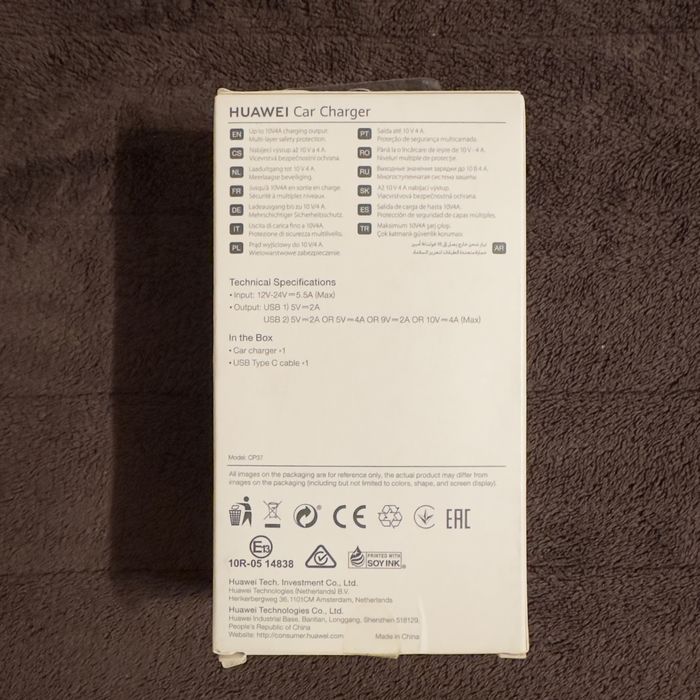 HUAWEI Car Charger
EN Up to 10V4A charging output.
Multi-layer safety protection.
CS Nabíjecí výstup až 10 V 4 A.
Vícevrstvá bezpečnostní ochrana.
NL Laaduitgang tot 10V 4 A.
Meerlaagse beveiliging.
FR Jusqu'à 10V4A en sortie en charge.
Sécurité à multiples niveaux.
DE Ladeausgang bis zu 10V/4A.
Mehrschichtiger Sicherheitsschutz.
IT Uscita di carica fino a 10V4A.
Protezione di sicurezza multilivello.
PL Prąd wyjściowy do 10 V/4 A.
Wielowarstwowe zabezpieczenie.
PT Saída até 10 V 4 A.
Proteção de segurança multicamada.
RO Până la o încărcare de ieșire de 10 V - 4 A.
Niveluri multiple de protecție.
RU Выходные значения зарядки до 10 В 4 А.
Многоступенчатая система защиты.
SK Až 10 V 4 A nabíjací výstup.
Viacvrstvová bezpečnostná ochrana.
ES Salida de carga de hasta 10V4A.
Protección de seguridad de capas múltiples.
TR Maksimum 10V4A şarj çıkışı.
Çok katmanlı güvenlik koruması.
AR
Technical Specifications
• Input: 12V-24V⎓5.5A (Max)
• Output: USB 1) 5V⎓2A
USB 2) 5V⎓2A OR 5V⎓4A OR 9V⎓2A OR 10V⎓4A (Max)
In the Box
• Car charger ×1
• USB Type C cable ×1
Model: CP37
All images on the packaging are for reference only, the actual product may differ from
images on the packaging (including but not limited to colors, shape, and screen display).
CE
EAC
E13
10R-05 14838
PRINTED WITH
SOY INK
Huawei Tech. Investment Co., Ltd.
Huawei Technologies (Netherlands) B.V.
Herikerbergweg 36, 1101CM Amsterdam, Netherlands
Huawei Technologies Co., Ltd.
Huawei Industrial Base, Bantian, Longgang, Shenzhen 518129,
People's Republic of China
Website: http://consumer.huawei.com
Made in China